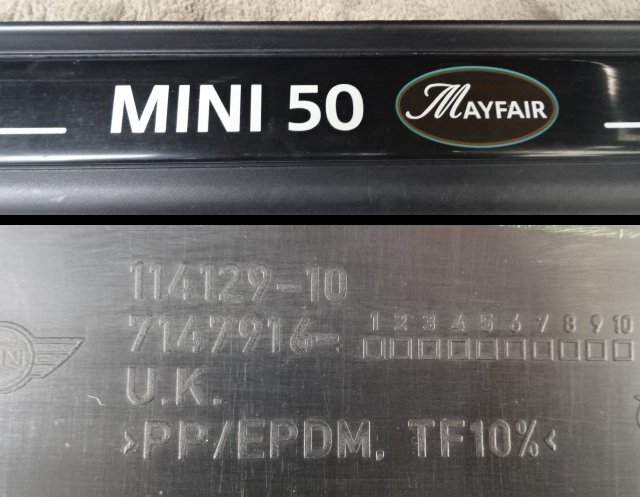 MINI 50 MAYFAIR
114129-10
7147916- 1 2 3 4 5 6 7 8 9 10
U.K.
>PP/EPDM, TF10%<